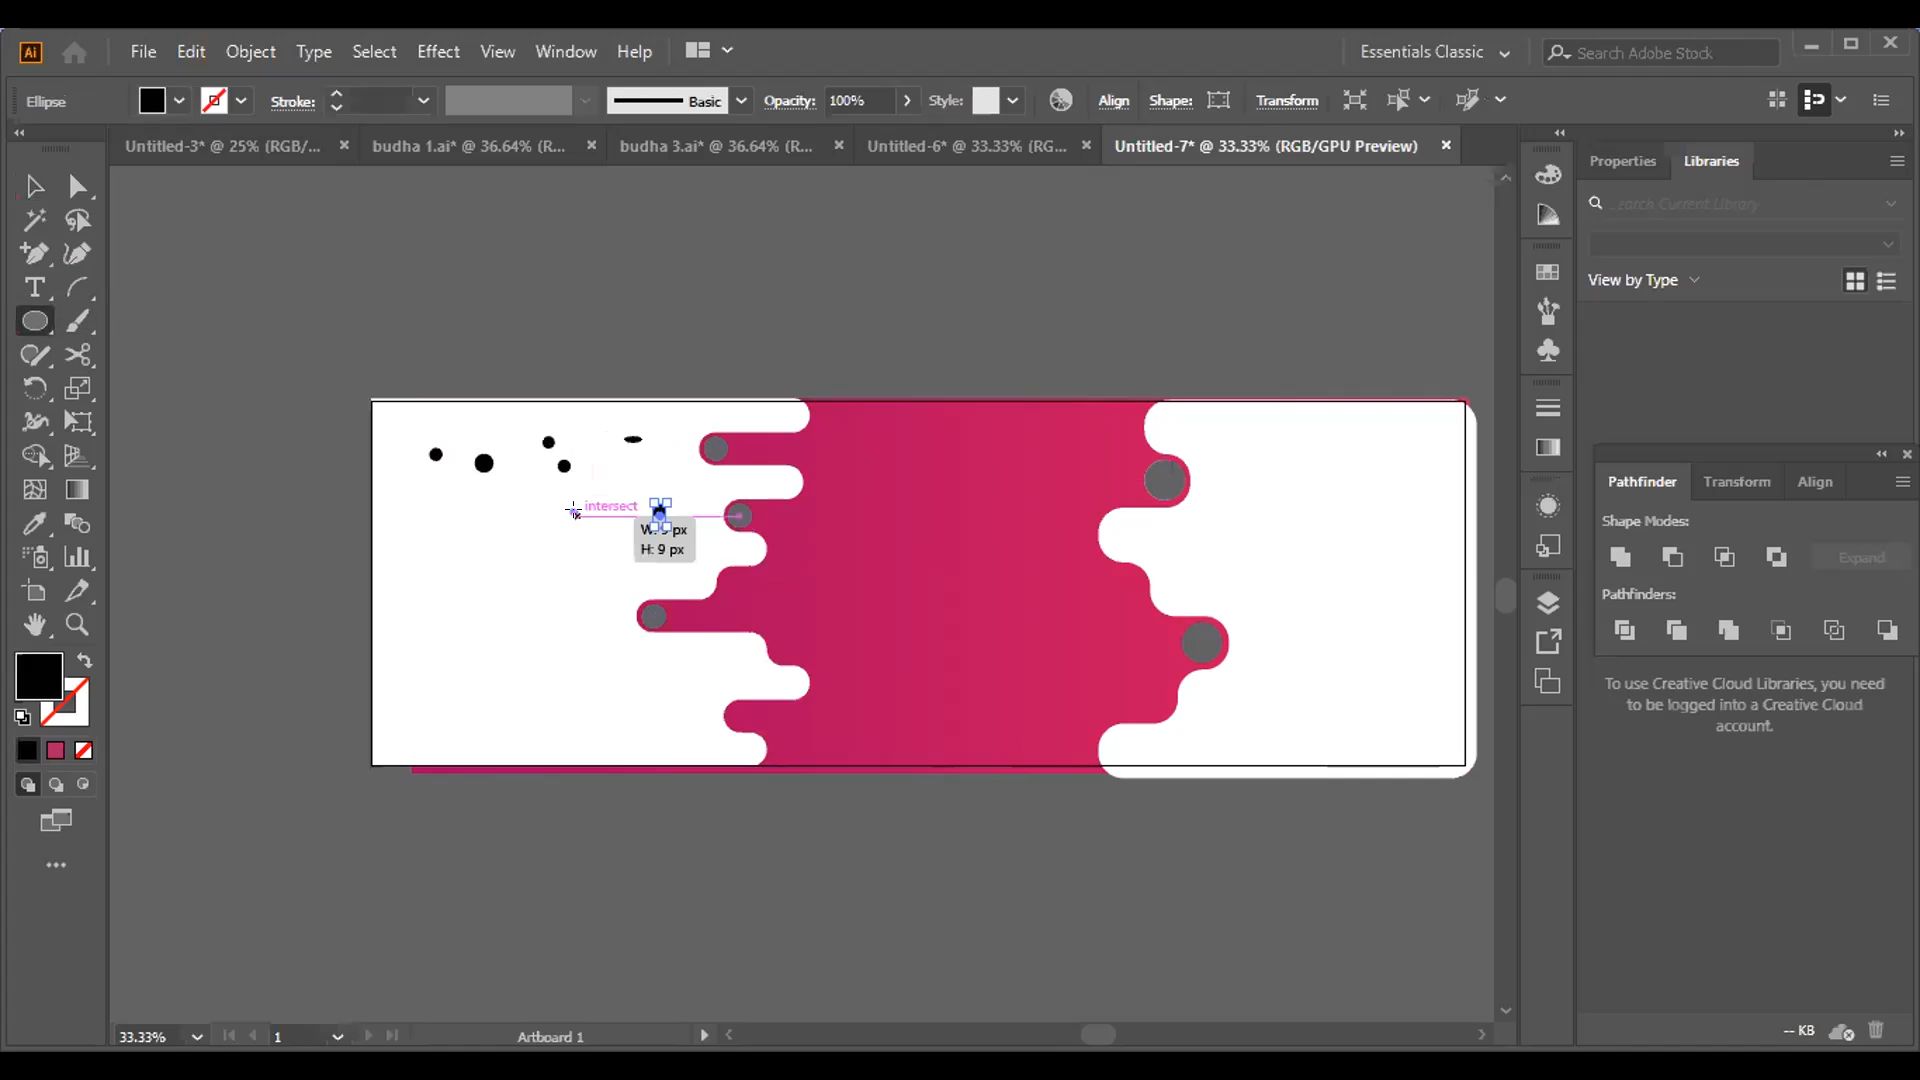 Ai File Edit Object Type Select Effect View Window Help Essentials Classic Search Adobe Stock
Ellipse Stroke: Basic Opacity: 100% Style: Align Shape: Transform
Untitled-3* @ 25% (RGB/... budha 1.ai* @ 36.64% (R... budha 3.ai* @ 36.64% (R... Untitled-6* @ 33.33% (RG... Untitled-7* @ 33.33% (RGB/GPU Preview)
Properties Libraries
Search Current Library
View by Type
intersect
px
H: 9 px
Pathfinder Transform Align
Shape Modes:
Expand
Pathfinders:
To use Creative Cloud Libraries, you need
to be logged into a Creative Cloud
account.
33.33% 1 Artboard 1 -- KB